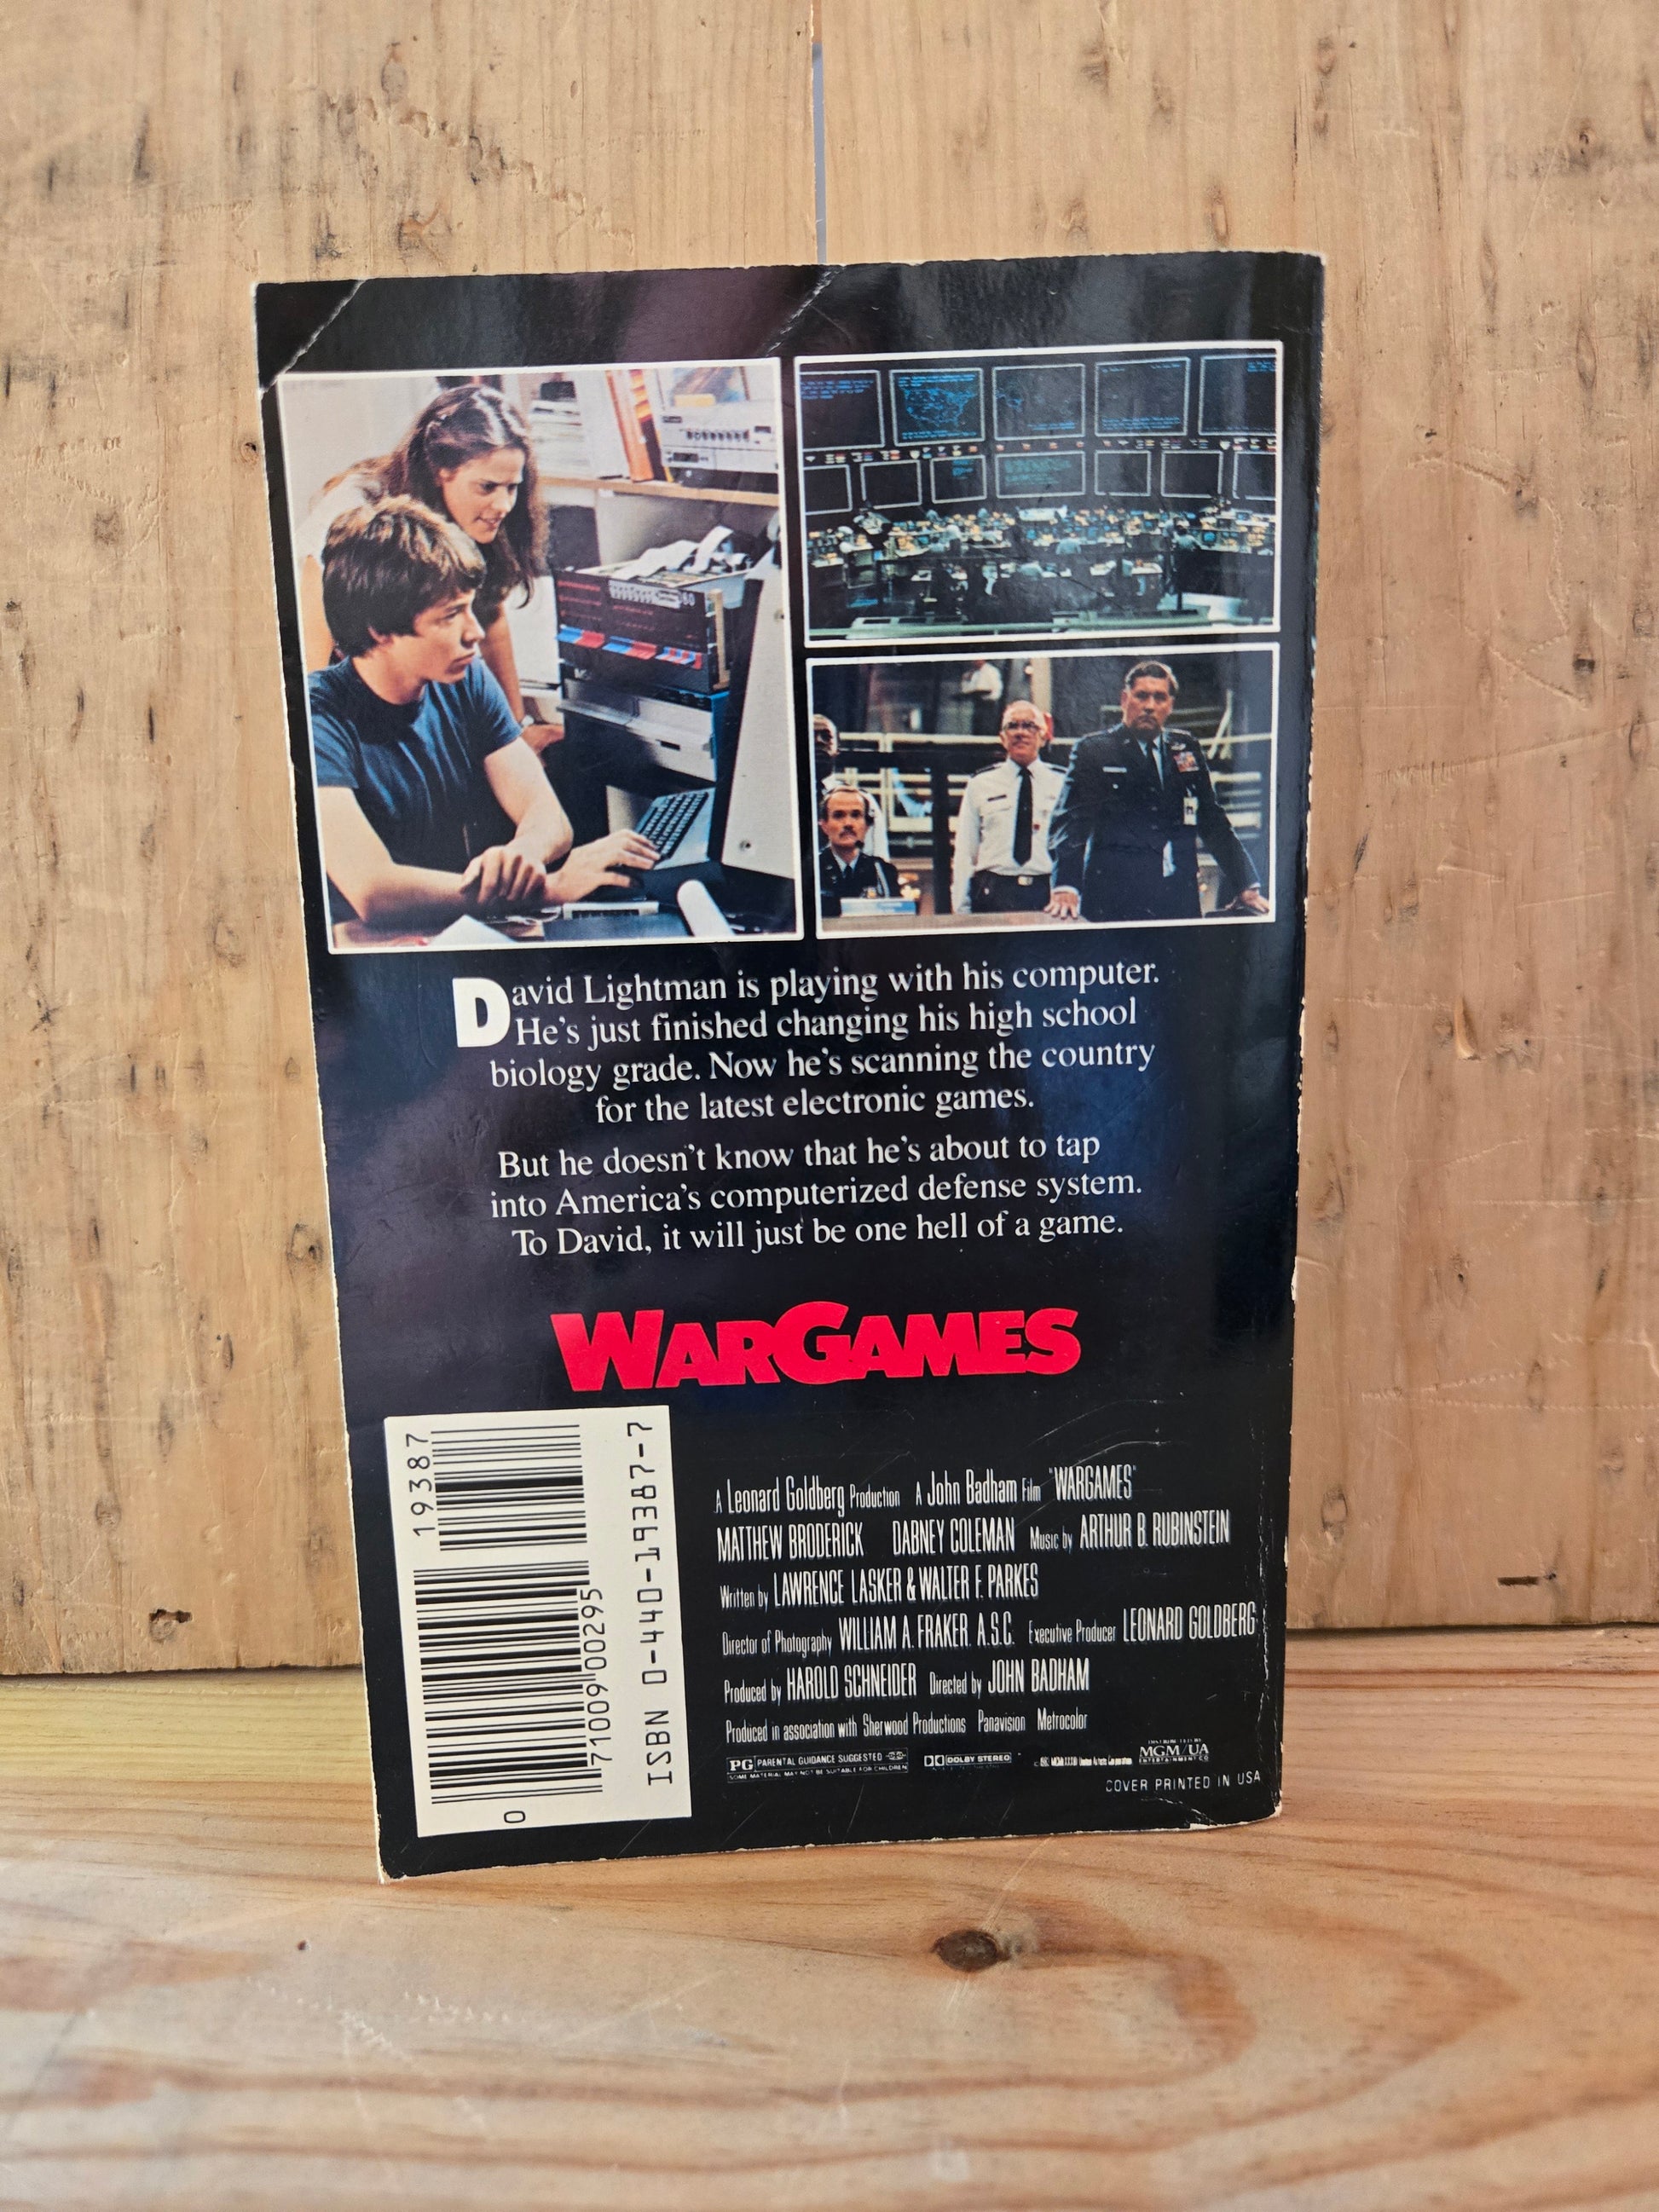 David Lightman is playing with his computer.
He's just finished changing his high school
biology grade. Now he's scanning the country
for the latest electronic games.
But he doesn't know that he's about to tap
into America's computerized defense system.
To David, it will just be one hell of a game.
WARGAMES
19387
71009 00295
0
ISBN 0-440-19387-7
A Leonard Goldberg Production A John Badham Film "WARGAMES"
MATTHEW BRODERICK DABNEY COLEMAN Music by ARTHUR B. RUBINSTEIN
Written by LAWRENCE LASKER & WALTER F. PARKES
Director of Photography WILLIAM A. FRAKER, A.S.C. Executive Producer LEONARD GOLDBERG
Produced by HAROLD SCHNEIDER Directed by JOHN BADHAM
Produced in association with Sherwood Productions Panavision Metrocolor
PG PARENTAL GUIDANCE SUGGESTED
SOME MATERIAL MAY NOT BE SUITABLE FOR CHILDREN
DOLBY STEREO
MGM/UA
ENTERTAINMENT CO
COVER PRINTED IN USA